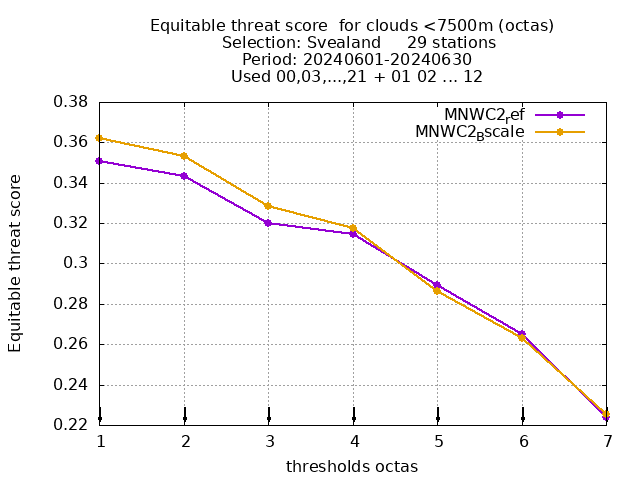 Equitable threat score  for clouds <7500m (octas)
Selection: Svealand     29 stations
Period: 20240601-20240630
Used 00,03,...,21 + 01 02 ... 12
MNWC2ref
MNWC2Bscale
0.38
0.36
0.34
0.32
0.3
0.28
0.26
0.24
0.22
Equitable threat score
1 2 3 4 5 6 7
thresholds octas